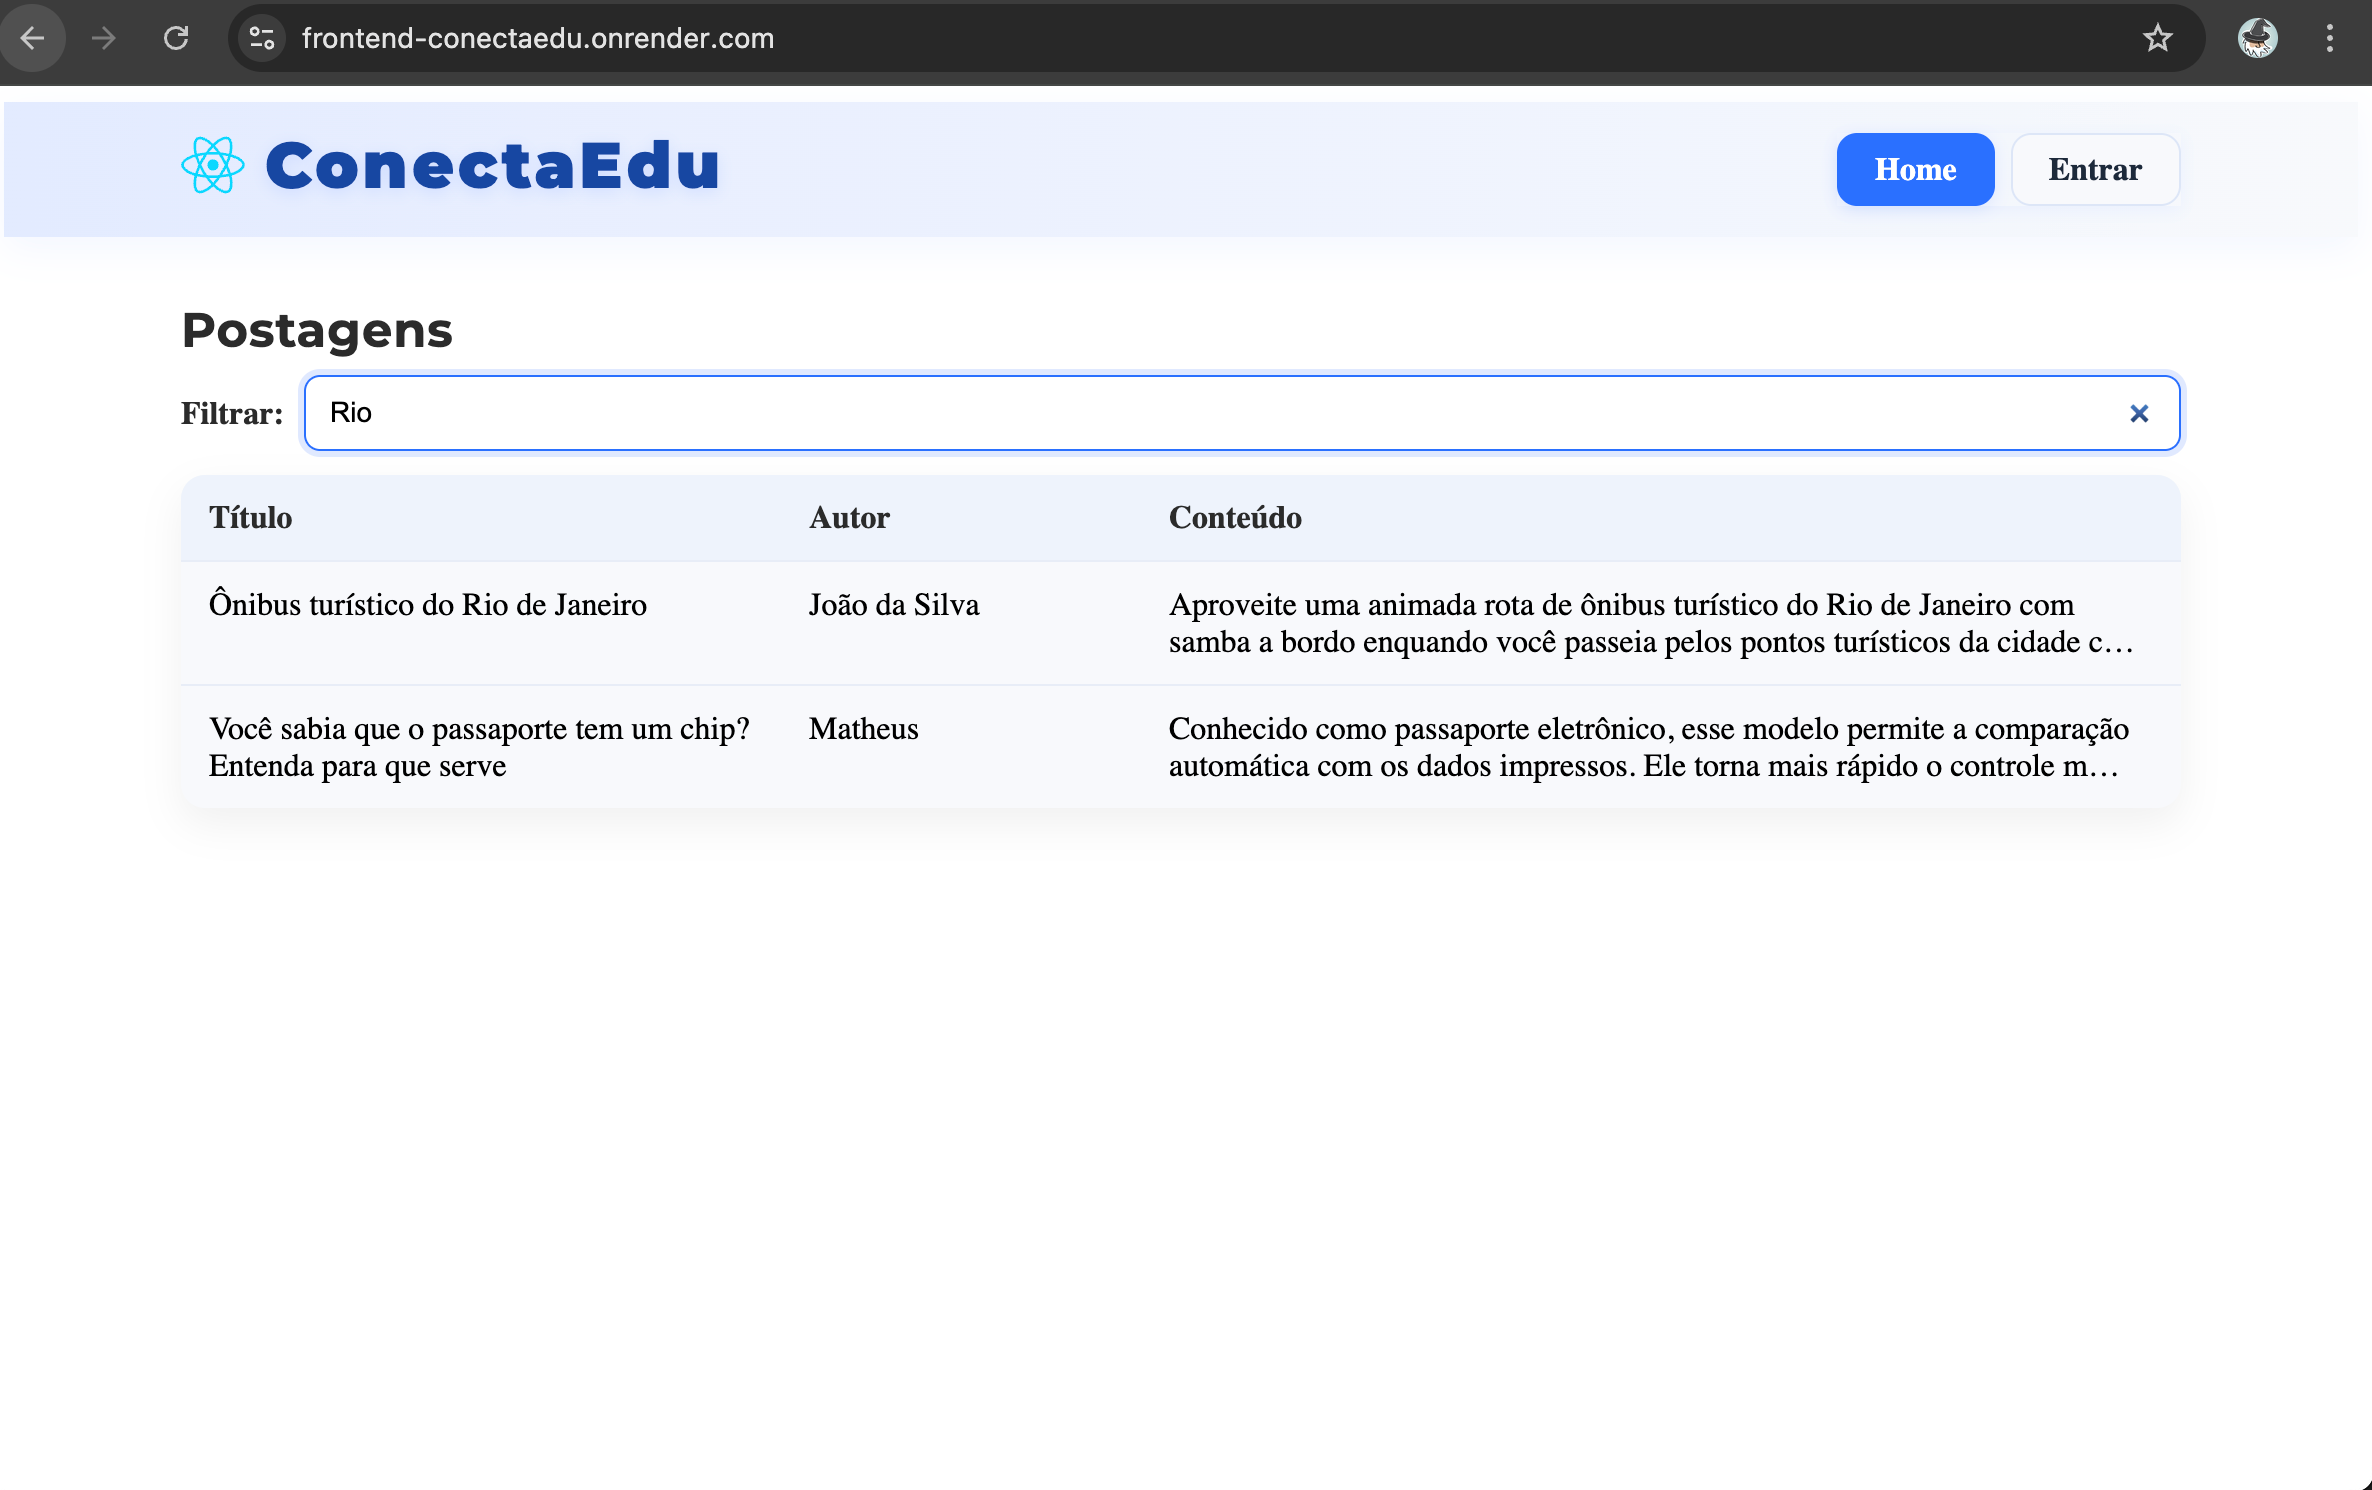 frontend-conectaedu.onrender.com
ConectaEdu
Home
Entrar
Postagens
Filtrar:
Rio
Título
Autor
Conteúdo
Ônibus turístico do Rio de Janeiro
João da Silva
Aproveite uma animada rota de ônibus turístico do Rio de Janeiro com
samba a bordo enquando você passeia pelos pontos turísticos da cidade c…
Você sabia que o passaporte tem um chip?
Entenda para que serve
Matheus
Conhecido como passaporte eletrônico, esse modelo permite a comparação
automática com os dados impressos. Ele torna mais rápido o controle m…